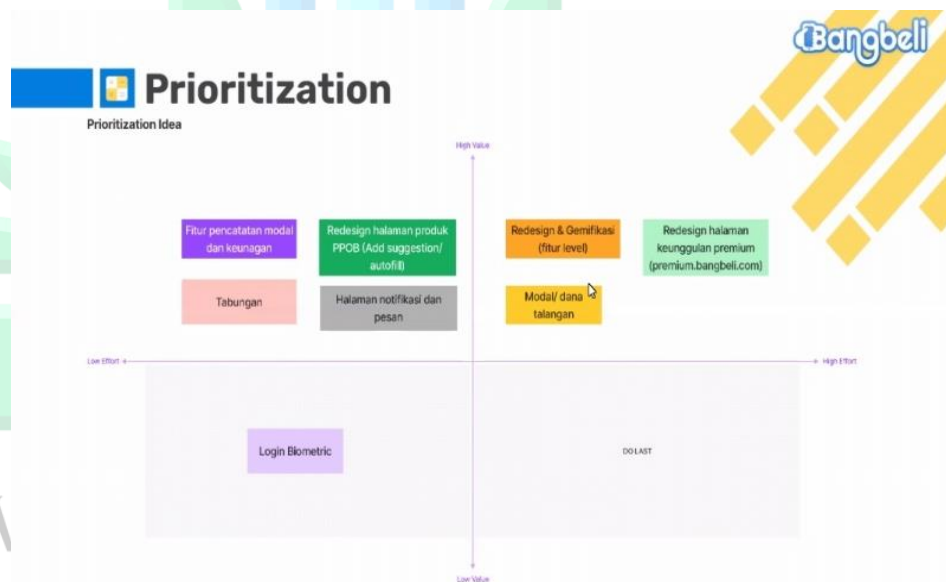 Bangbeli
Prioritization
Prioritization Idea
High Value
Fitur pencatatan modal
dan keunagan
Redesign halaman produk
PPOB (Add suggestion/
autofill)
Redesign & Gemifikasi
(fitur level)
Redesign halaman
keunggulan premium
(premium.bangbeli.com)
Tabungan
Halaman notifikasi dan
pesan
Modal/ dana
talangan
Low Effort
High Effort
Login Biometric
DO LAST
Low Value